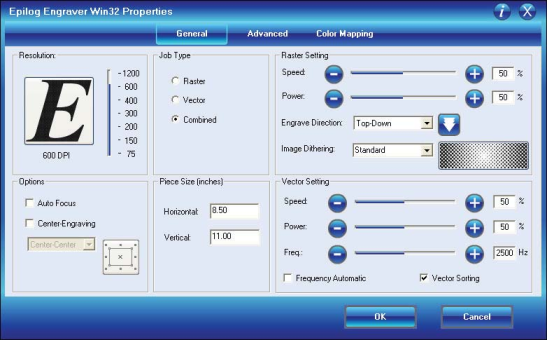 Epilog Engraver Win32 Properties
General Advanced Color Mapping
Resolution:
E
600 DPI
1200
600
400
300
200
150
75
Job Type
Raster
Vector
Combined
Raster Setting
Speed: 50 %
Power: 50 %
Engrave Direction: Top-Down
Image Dithering: Standard
Options
Auto Focus
Center-Engraving
Center-Center
Piece Size (inches)
Horizontal: 8.50
Vertical: 11.00
Vector Setting
Speed: 50 %
Power: 50 %
Freq.: 2500 Hz
Frequency Automatic Vector Sorting
OK Cancel